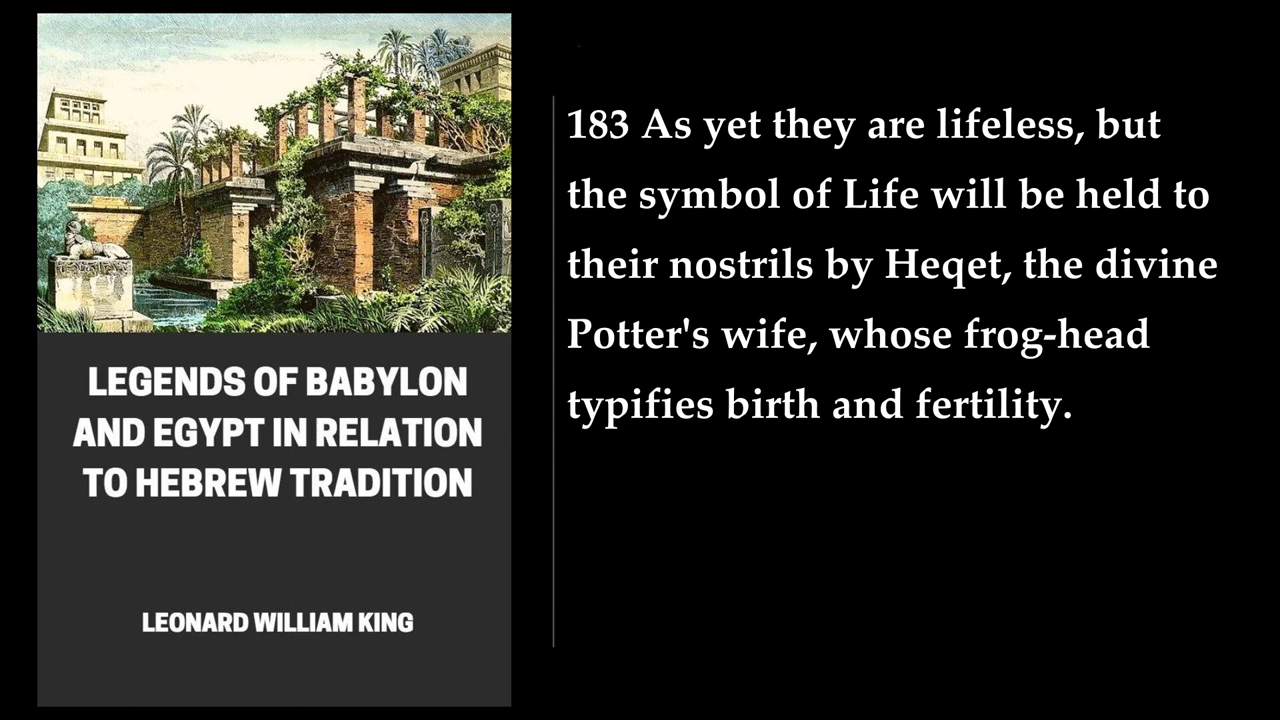 LEGENDS OF BABYLON
AND EGYPT IN RELATION
TO HEBREW TRADITION
LEONARD WILLIAM KING
183 As yet they are lifeless, but
the symbol of Life will be held to
their nostrils by Heqet, the divine
Potter's wife, whose frog-head
typifies birth and fertility.